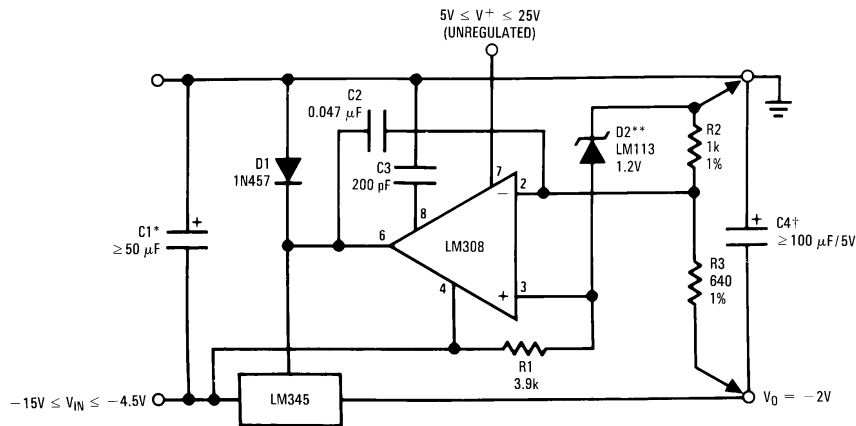 5V ≤ V⁺ ≤ 25V
(UNREGULATED)
C2
0.047 μF
D2**
LM113
1.2V
R2
1k
1%
D1
1N457
C3
200 pF
7
2
−
8
C1*
≥ 50 μF
+
6
LM308
C4†
≥ 100 μF/5V
+
R3
640
1%
4
+
3
R1
3.9k
−15V ≤ V_IN ≤ −4.5V
LM345
V_O = −2V